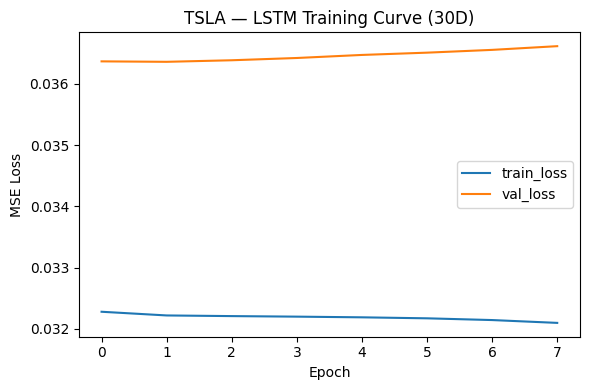 TSLA — LSTM Training Curve (30D)
MSE Loss
0.036
0.035
0.034
0.033
0.032
train_loss
val_loss
0 1 2 3 4 5 6 7
Epoch